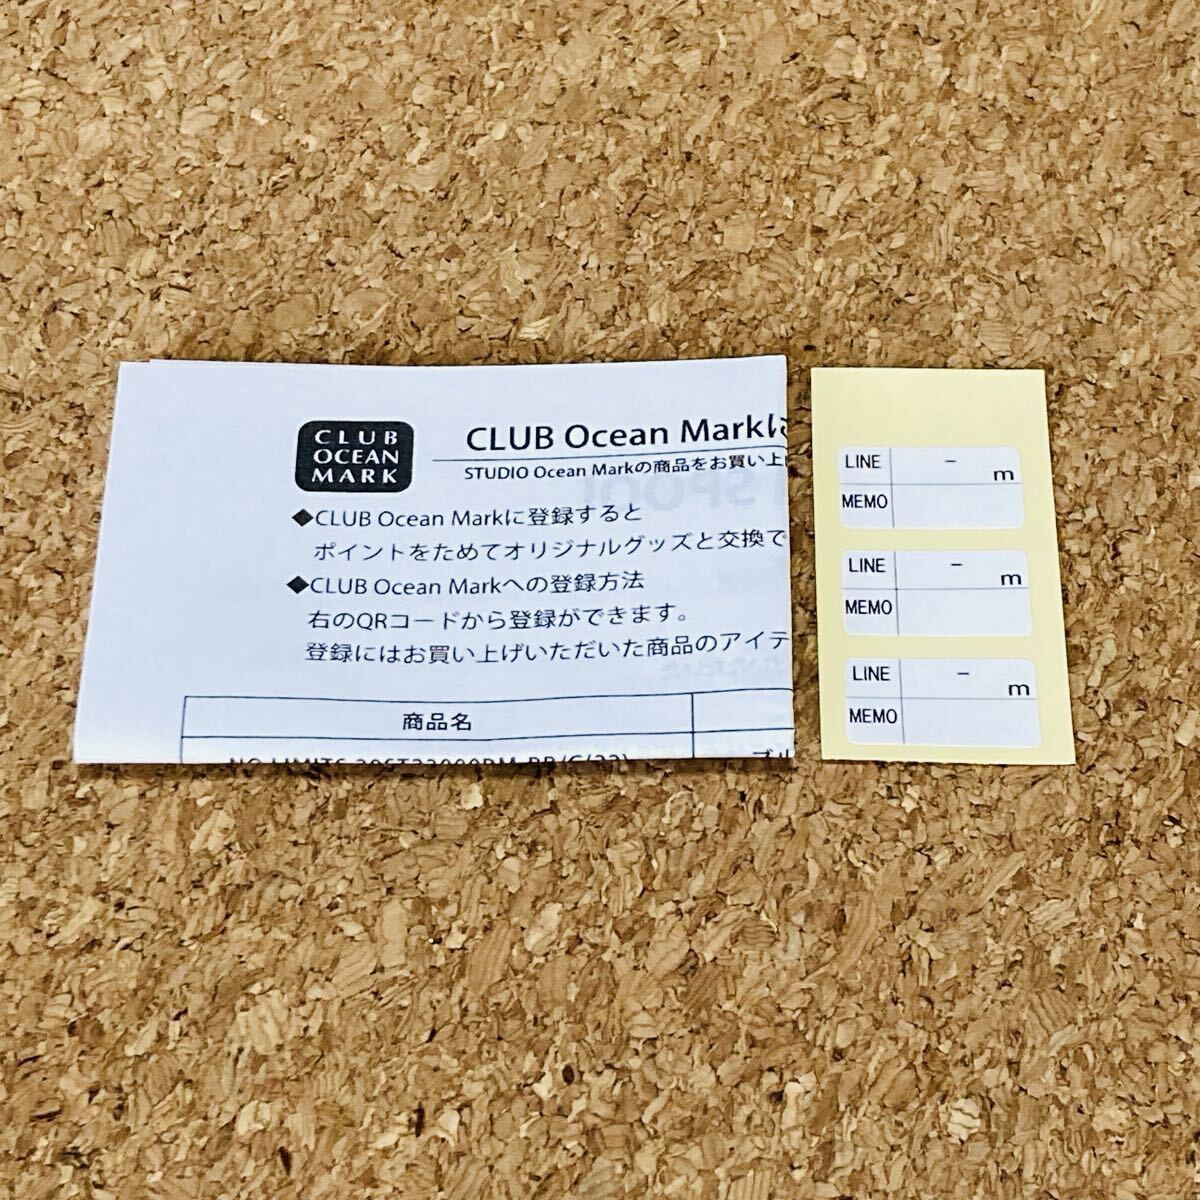 CLUB
OCEAN
MARK
CLUB Ocean Markに
STUDIO Ocean Markの商品をお買い上
◆CLUB Ocean Markに登録すると
ポイントをためてオリジナルグッズと交換で
◆CLUB Ocean Markへの登録方法
右のQRコードから登録ができます。
登録にはお買い上げいただいた商品のアイテ
商品名
NO LIMITS
ブル
LINE - m
MEMO
LINE - m
MEMO
LINE - m
MEMO